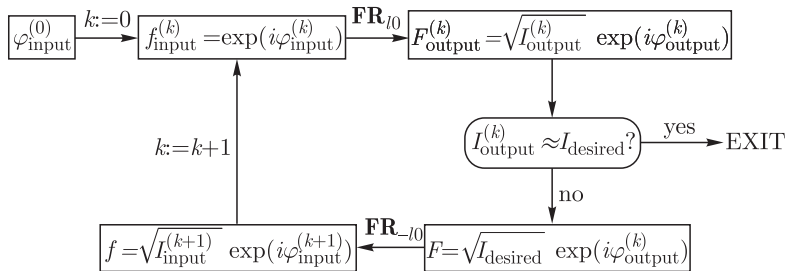 φ_input^(0)
k:=0
f_input^(k) =exp(iφ_input^(k))
FR_l0
F_output^(k) =√I_output^(k) exp(iφ_output^(k))
I_output^(k) ≈I_desired?
yes
EXIT
k:=k+1
no
f=√I_input^(k+1) exp(iφ_input^(k+1))
FR_−l0
F=√I_desired exp(iφ_output^(k))